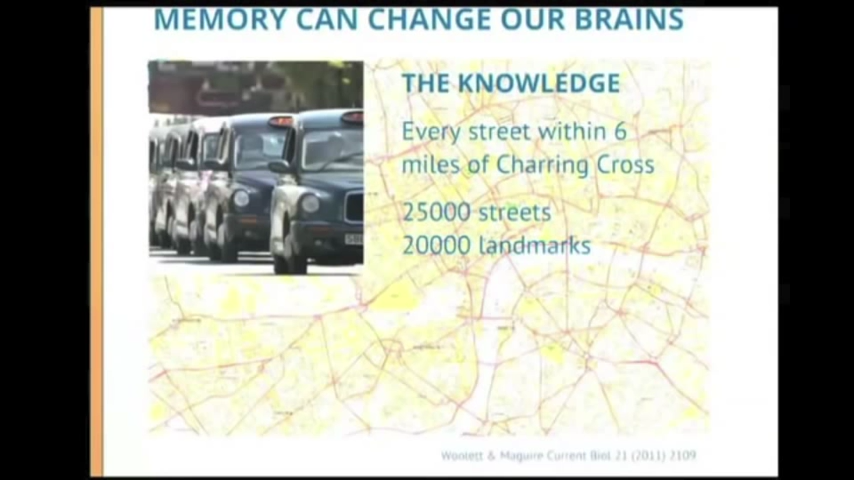 MEMORY CAN CHANGE OUR BRAINS
THE KNOWLEDGE
Every street within 6
miles of Charring Cross
25000 streets
20000 landmarks
Woolett & Maguire Current Biol 21 (2011) 2109